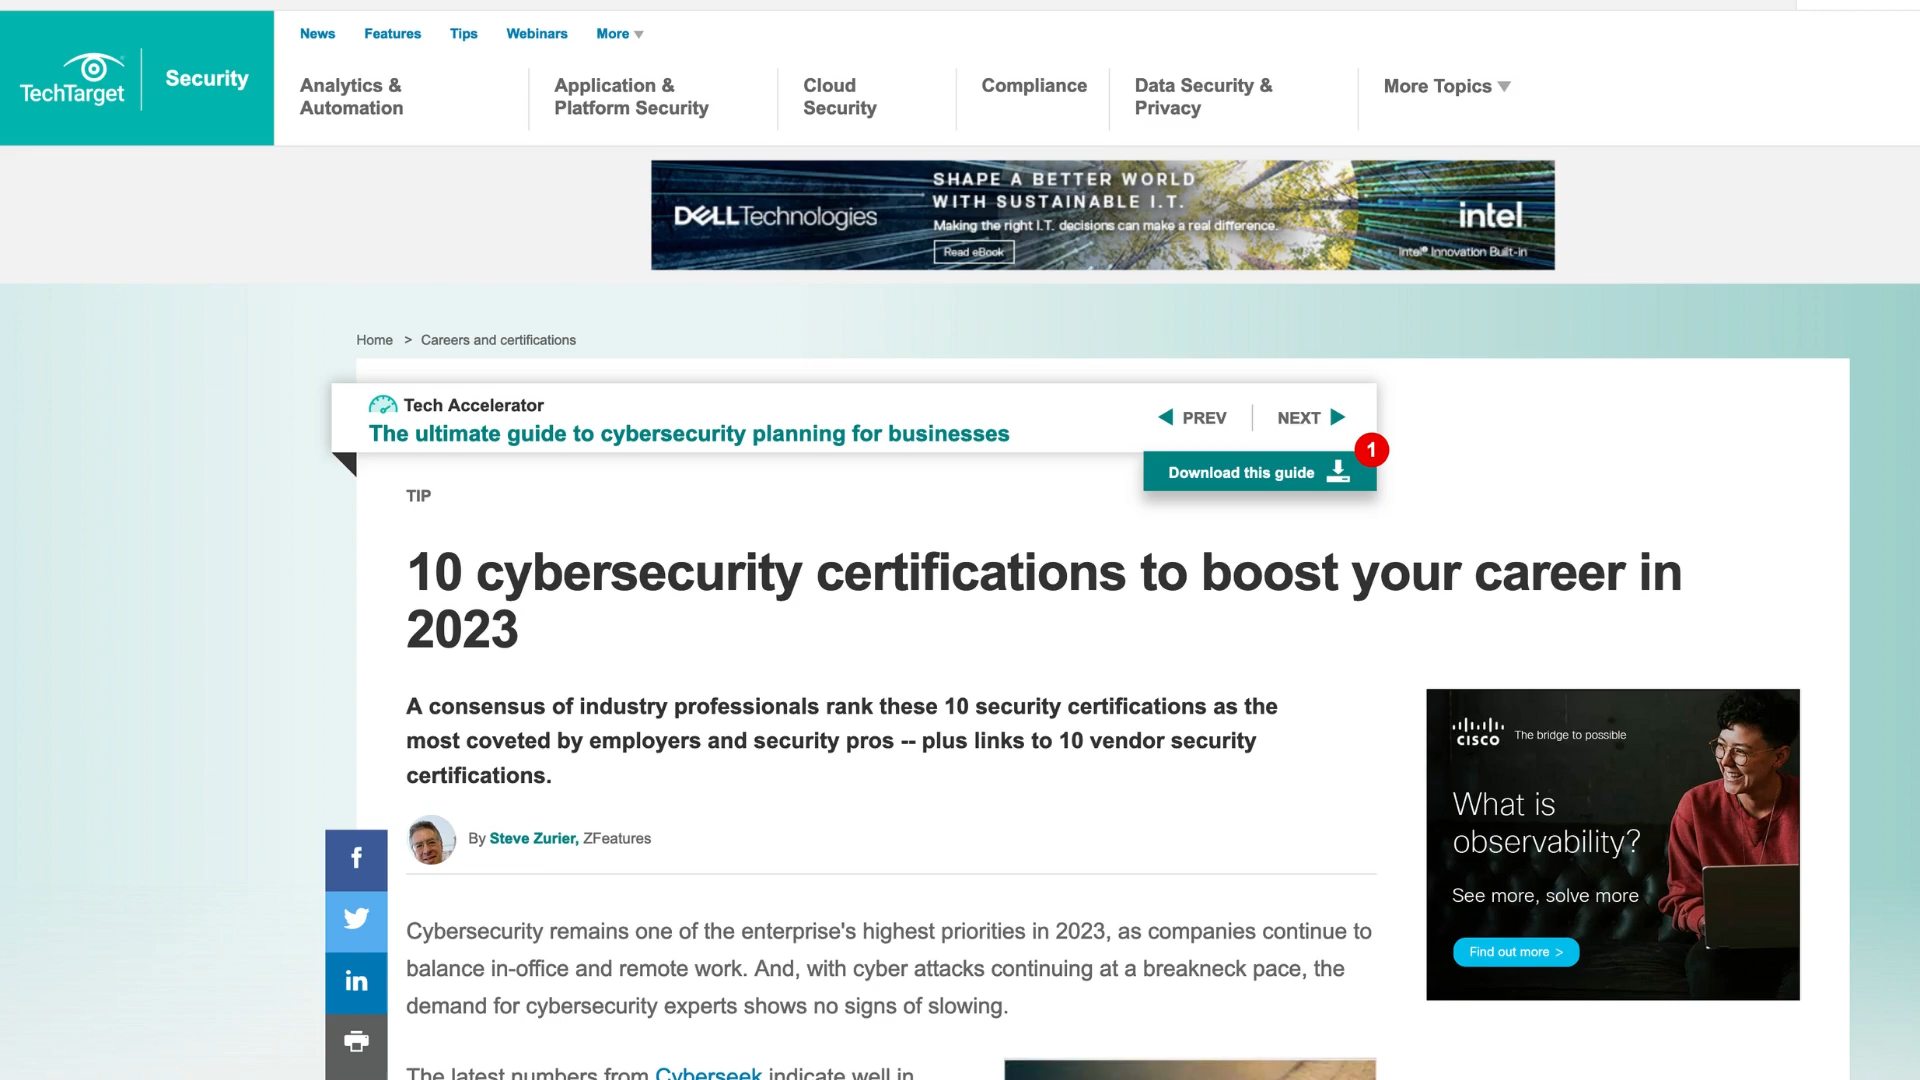 News Features Tips Webinars More
TechTarget Security
Analytics & Automation
Application & Platform Security
Cloud Security
Compliance
Data Security & Privacy
More Topics
DELLTechnologies
SHAPE A BETTER WORLD
WITH SUSTAINABLE I.T.
Making the right I.T. decisions can make a real difference.
Read eBook
intel.
Intel® Innovation Built-in
Home > Careers and certifications
Tech Accelerator
The ultimate guide to cybersecurity planning for businesses
PREV NEXT
1
Download this guide
TIP
10 cybersecurity certifications to boost your career in
2023
A consensus of industry professionals rank these 10 security certifications as the
most coveted by employers and security pros -- plus links to 10 vendor security
certifications.
By Steve Zurier, ZFeatures
Cybersecurity remains one of the enterprise's highest priorities in 2023, as companies continue to
balance in-office and remote work. And, with cyber attacks continuing at a breakneck pace, the
demand for cybersecurity experts shows no signs of slowing.
The latest numbers from Cyberseek indicate well in
CISCO The bridge to possible
What is
observability?
See more, solve more
Find out more >
f
in